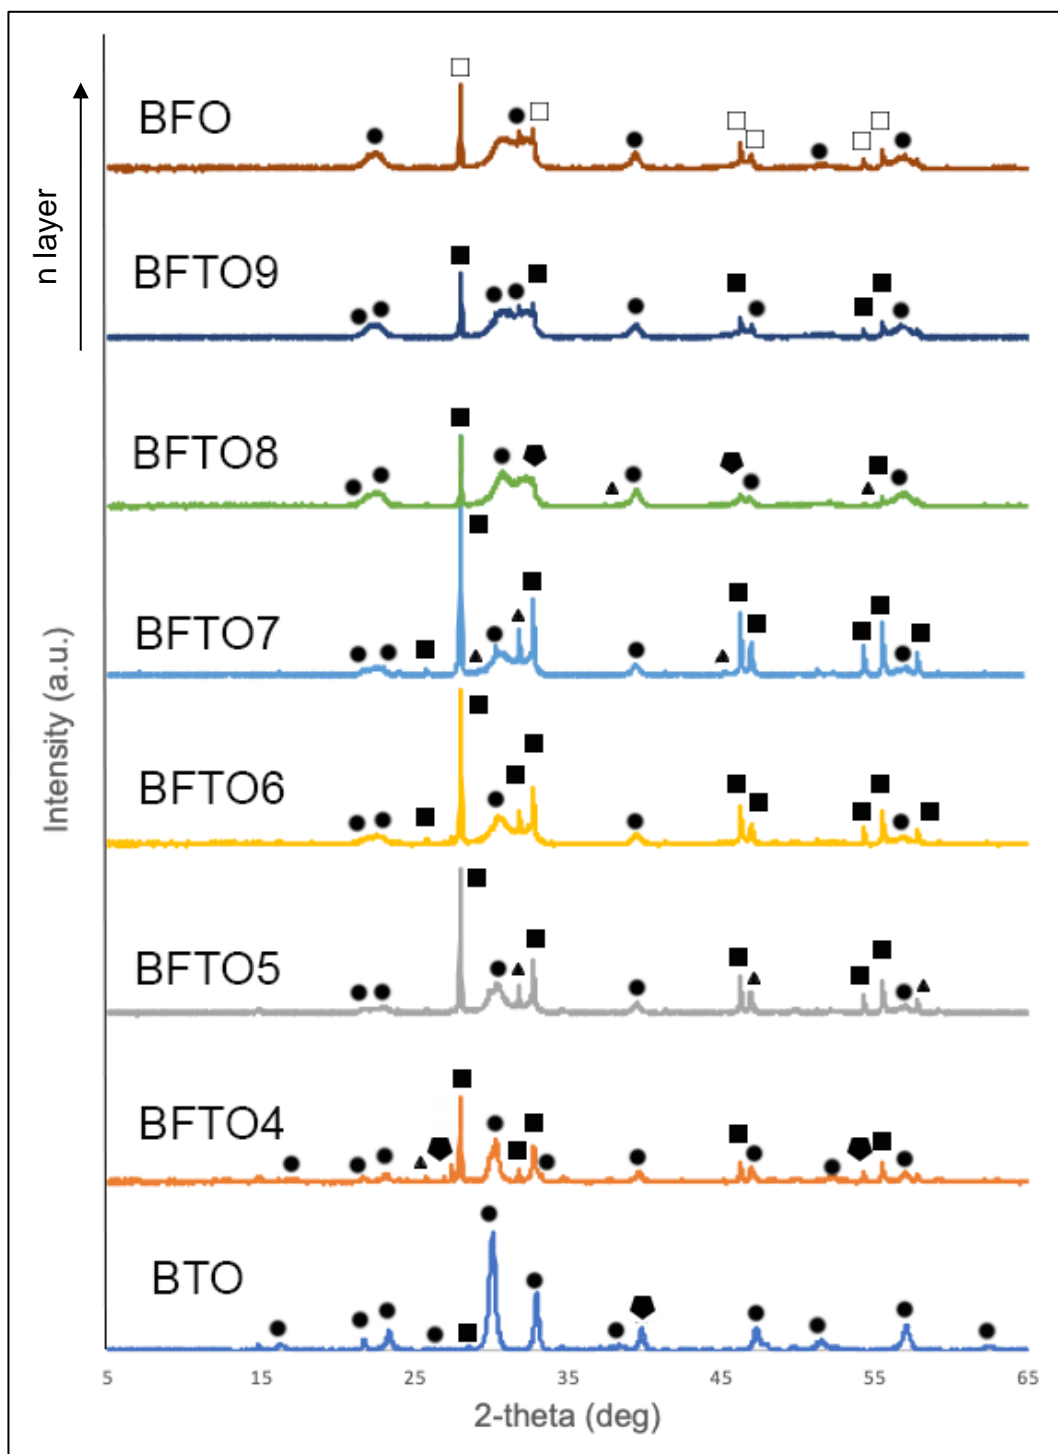 BFO
n layer
BFTO9
BFTO8
BFTO7
BFTO6
BFTO5
BFTO4
BTO
Intensity (a.u.)
5 15 25 35 45 55 65
2-theta (deg)